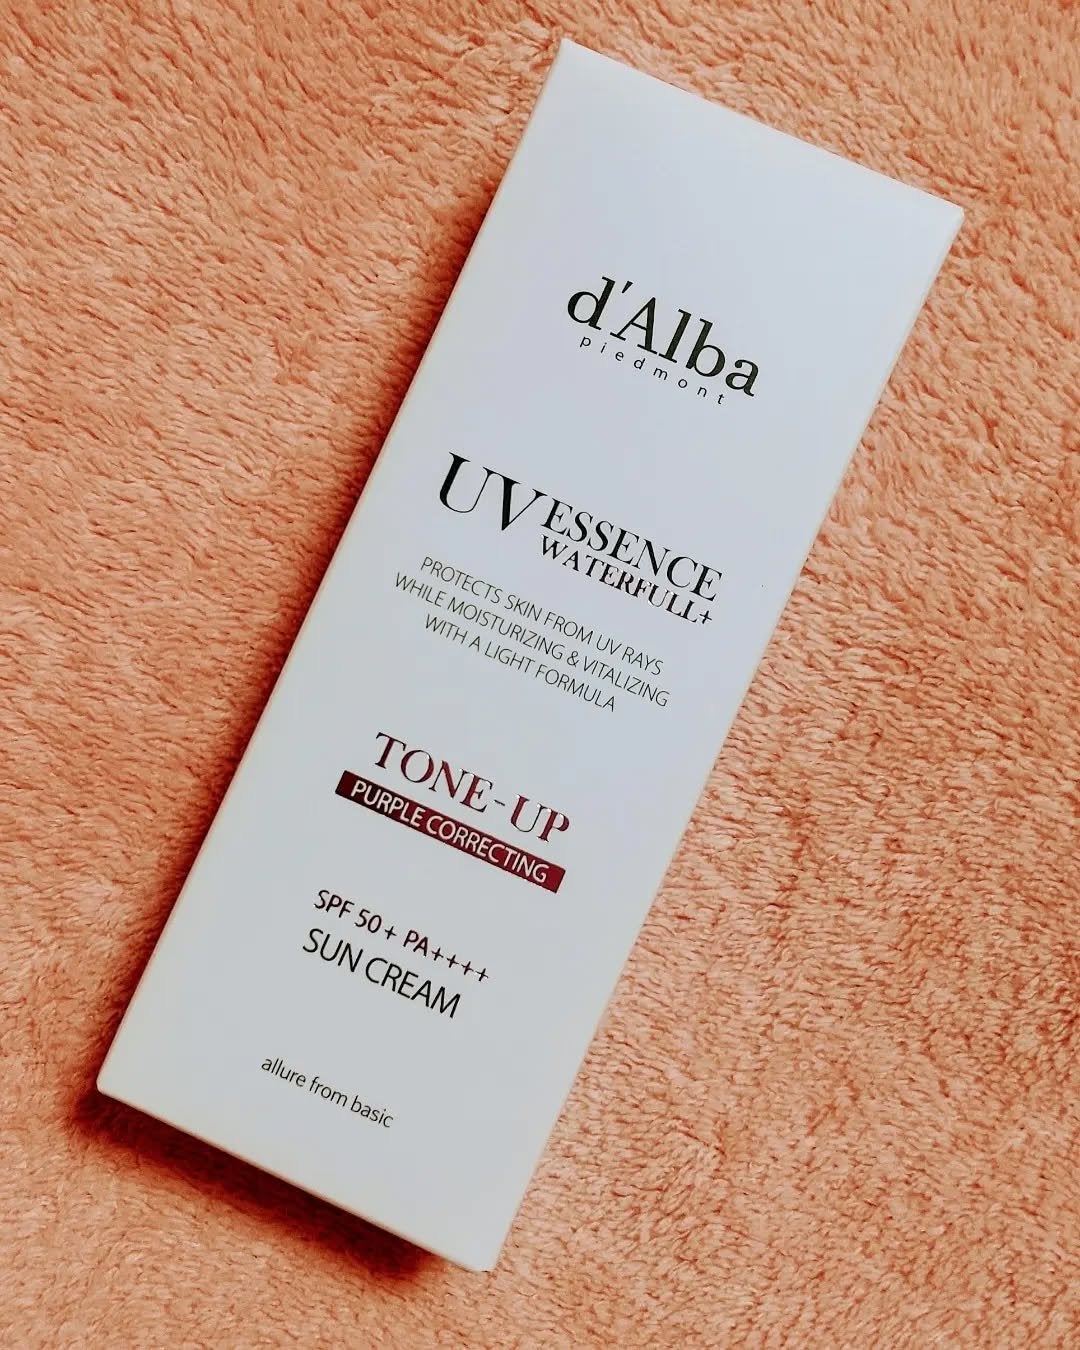 d'Alba
piedmont
UV ESSENCE
WATERFULL+
PROTECTS SKIN FROM UV RAYS
WHILE MOISTURIZING & VITALIZING
WITH A LIGHT FORMULA
TONE-UP
PURPLE CORRECTING
SPF 50+ PA++++
SUN CREAM
allure from basic